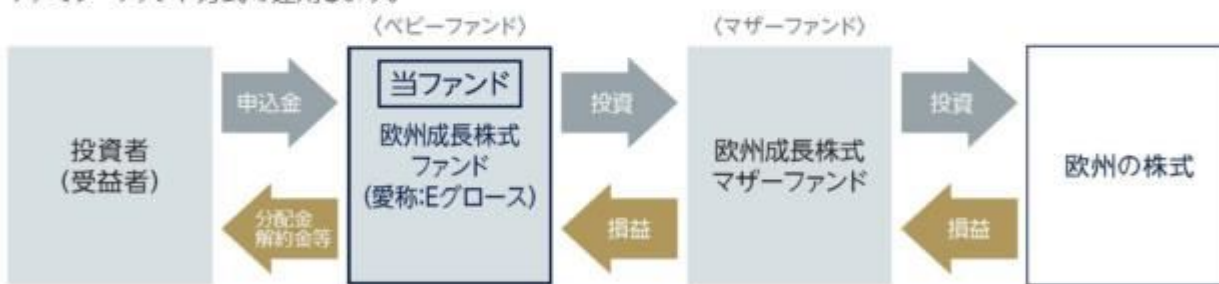 〈ベビーファンド〉
〈マザーファンド〉
投資者
(受益者)
申込金
分配金
解約金等
当ファンド
欧州成長株式
ファンド
(愛称:Eグロース)
投資
損益
欧州成長株式
マザーファンド
投資
損益
欧州の株式